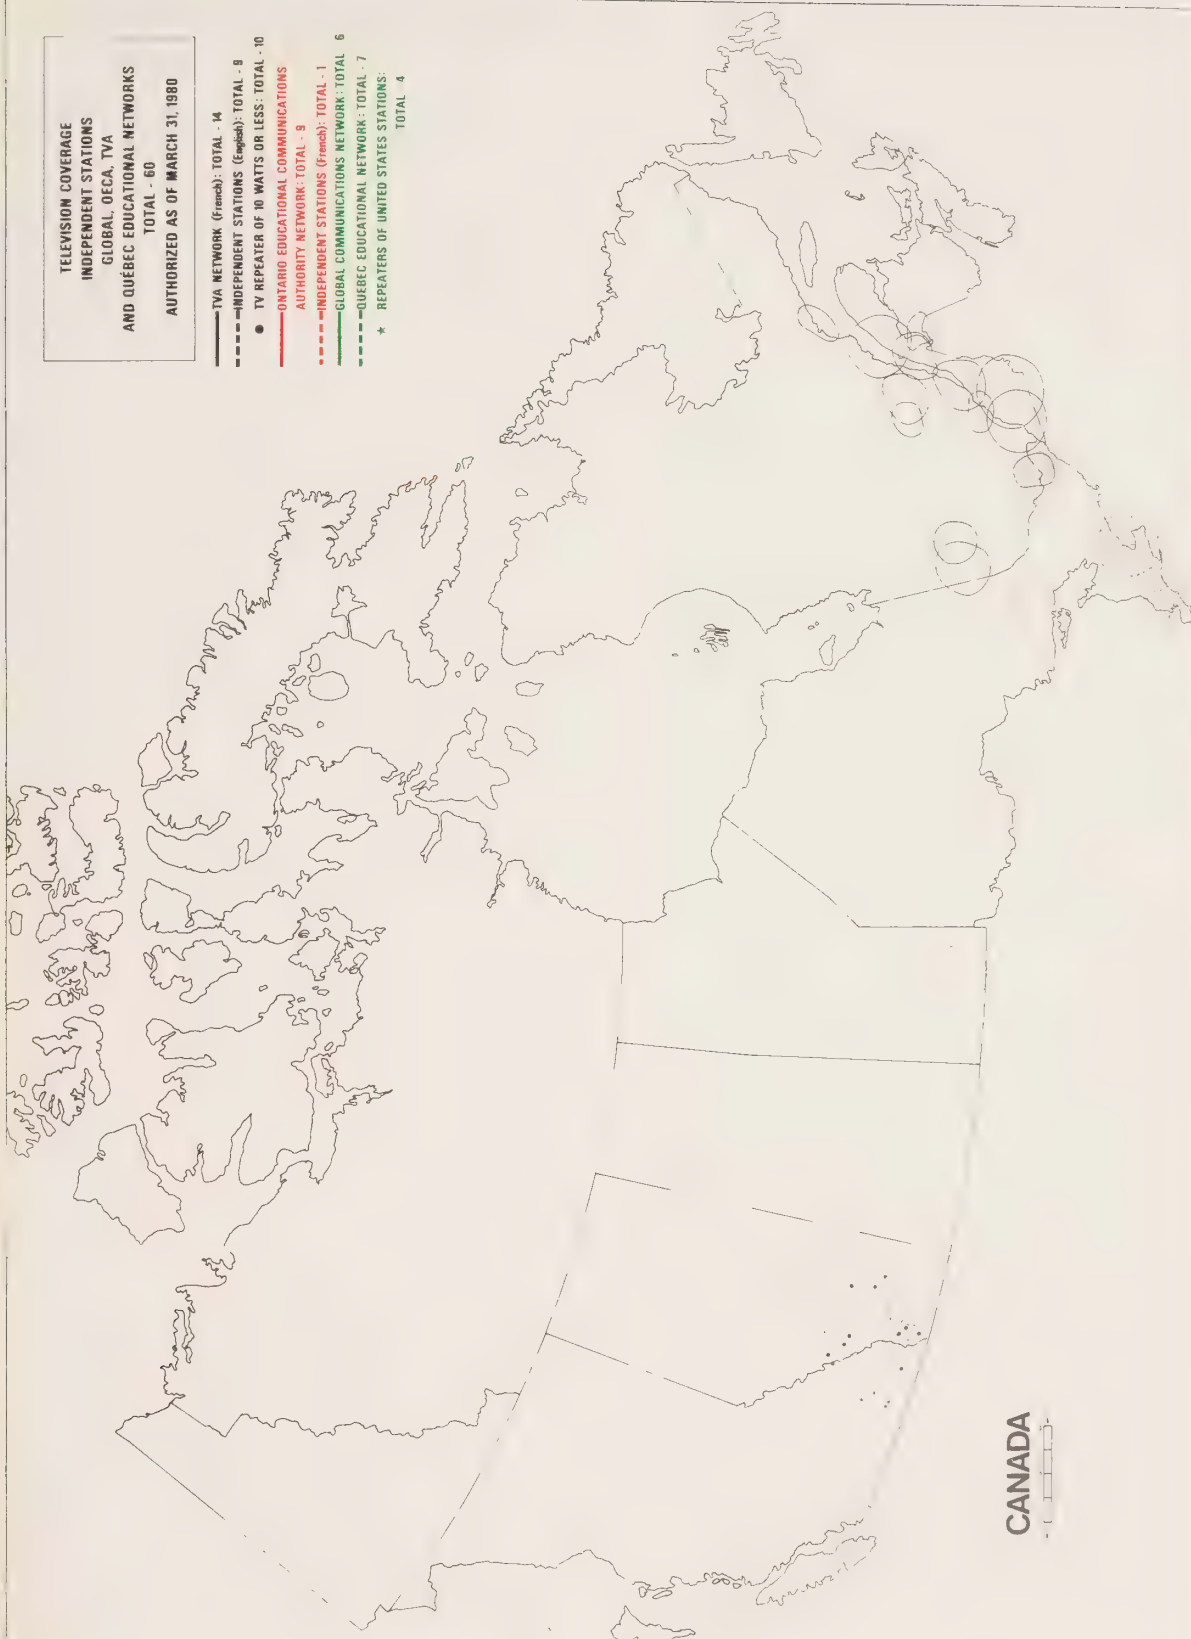 TELEVISION COVERAGE
INDEPENDENT STATIONS
GLOBAL, OECA, TVA
AND QUÉBEC EDUCATIONAL NETWORKS
TOTAL - 60
AUTHORIZED AS OF MARCH 31, 1980
TVA NETWORK (French): TOTAL - 14
INDEPENDENT STATIONS (English): TOTAL - 9
TV REPEATER OF 10 WATTS OR LESS: TOTAL - 10
ONTARIO EDUCATIONAL COMMUNICATIONS
AUTHORITY NETWORK: TOTAL - 9
INDEPENDENT STATIONS (French): TOTAL - 1
GLOBAL COMMUNICATIONS NETWORK: TOTAL 6
QUEBEC EDUCATIONAL NETWORK: TOTAL - 7
REPEATERS OF UNITED STATES STATIONS:
TOTAL - 4
CANADA